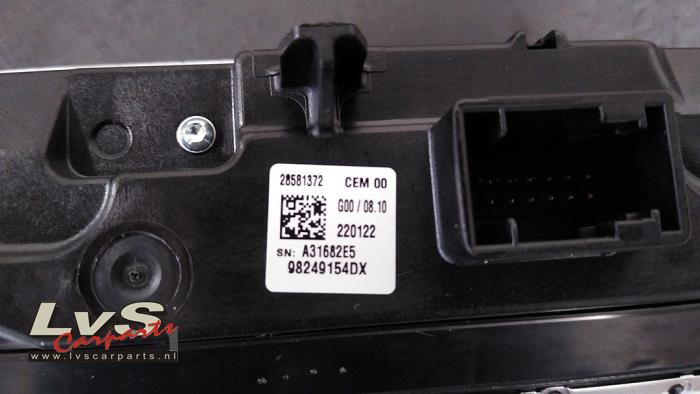 28581372 CEM 00
G00 / 08.10
220122
SN: A31682E5
98249154DX
LvS
Carparts
www.lvscarparts.nl